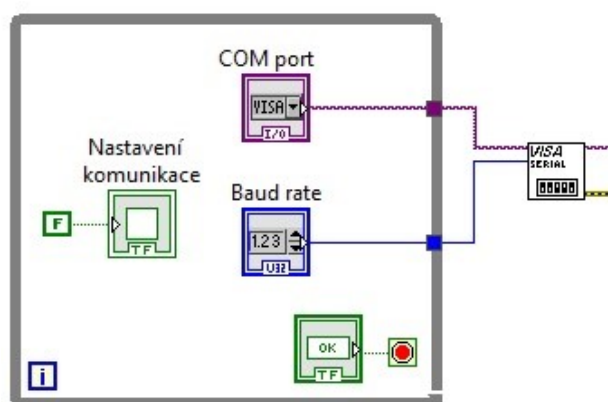 COM port
VISA
I/O
Nastavení
komunikace
F
TF
Baud rate
1.23
U32
OK
TF
i
VISA
SERIAL